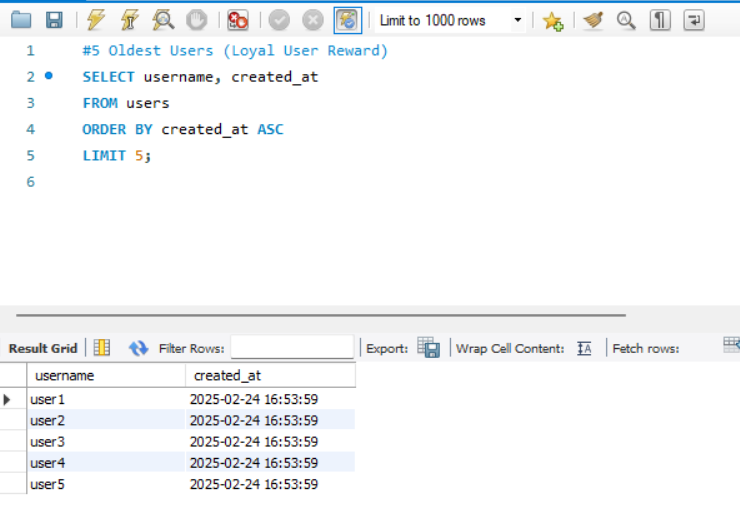 Limit to 1000 rows
1 #5 Oldest Users (Loyal User Reward)
2 SELECT username, created_at
3 FROM users
4 ORDER BY created_at ASC
5 LIMIT 5;
6
Result Grid Filter Rows: Export: Wrap Cell Content: IA Fetch rows:
username created_at
user1 2025-02-24 16:53:59
user2 2025-02-24 16:53:59
user3 2025-02-24 16:53:59
user4 2025-02-24 16:53:59
user5 2025-02-24 16:53:59